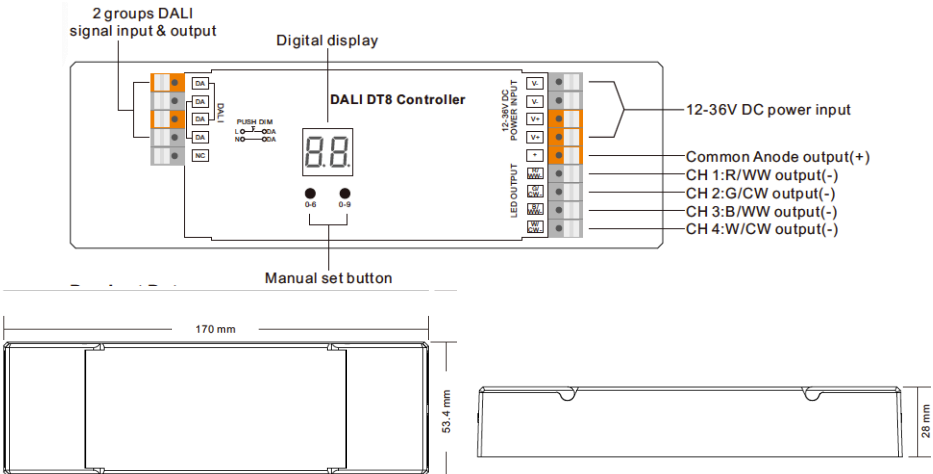 2 groups DALI
signal input & output
Digital display
DA
DA
DA
DA
NC
DALI
PUSH DIM
L DA
N DA
DALI DT8 Controller
0-6
0-9
Manual set button
12-36V DC
POWER INPUT
LED OUTPUT
V-
V-
V+
V+
+
R/
WW-
G/
CW-
B/
WW-
W/
CW-
12-36V DC power input
Common Anode output(+)
CH 1:R/WW output(-)
CH 2:G/CW output(-)
CH 3:B/WW output(-)
CH 4:W/CW output(-)
170 mm
53.4 mm
28 mm